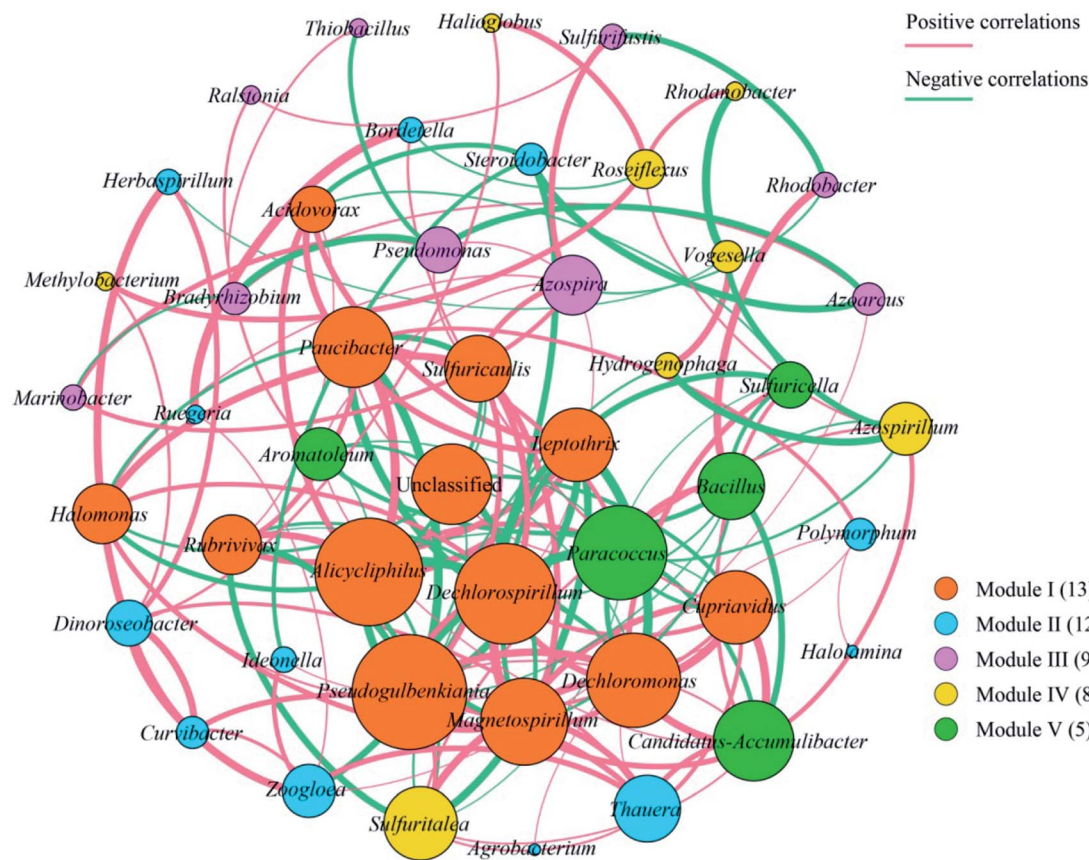 Thiobacillus
Halioglobus
Sulfurifustis
Positive correlations
Negative correlations
Ralstonia
Rhodanobacter
Bordetella
Steroidobacter
Roseiflexus
Herbaspirillum
Rhodobacter
Acidovorax
Pseudomonas
Vogesella
Methylobacterium
Bradyrhizobium
Azospira
Azoarcus
Paucibacter
Sulfuricaulis
Hydrogenophaga
Sulfuricella
Marinobacter
Ruegeria
Azospirillum
Aromatoleum
Leptothrix
Unclassified
Bacillus
Halomonas
Rubrivivax
Paracoccus
Polymorphum
Alicycliphilus
Dechlorospirillum
Cupriavidus
Module I (13)
Dinoroseobacter
Module II (12
Ideonella
Halolamina
Pseudogulbenkiania
Dechloromonas
Module III (9
Magnetospirillum
Module IV (8
Curvibacter
Candidatus-Accumulibacter
Module V (5)
Zoogloea
Thauera
Sulfuritalea
Agrobacterium